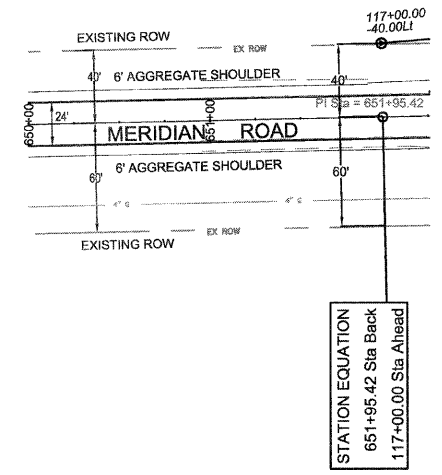 117+00.00
-40.00Lt
EXISTING ROW
EX ROW
40'
6' AGGREGATE SHOULDER
40'
PI Sta = 651+95.42
650+00
24'
651+00
MERIDIAN ROAD
6' AGGREGATE SHOULDER
60'
60'
4" G
4" G
EX ROW
EXISTING ROW
STATION EQUATION
651+95.42 Sta Back
117+00.00 Sta Ahead